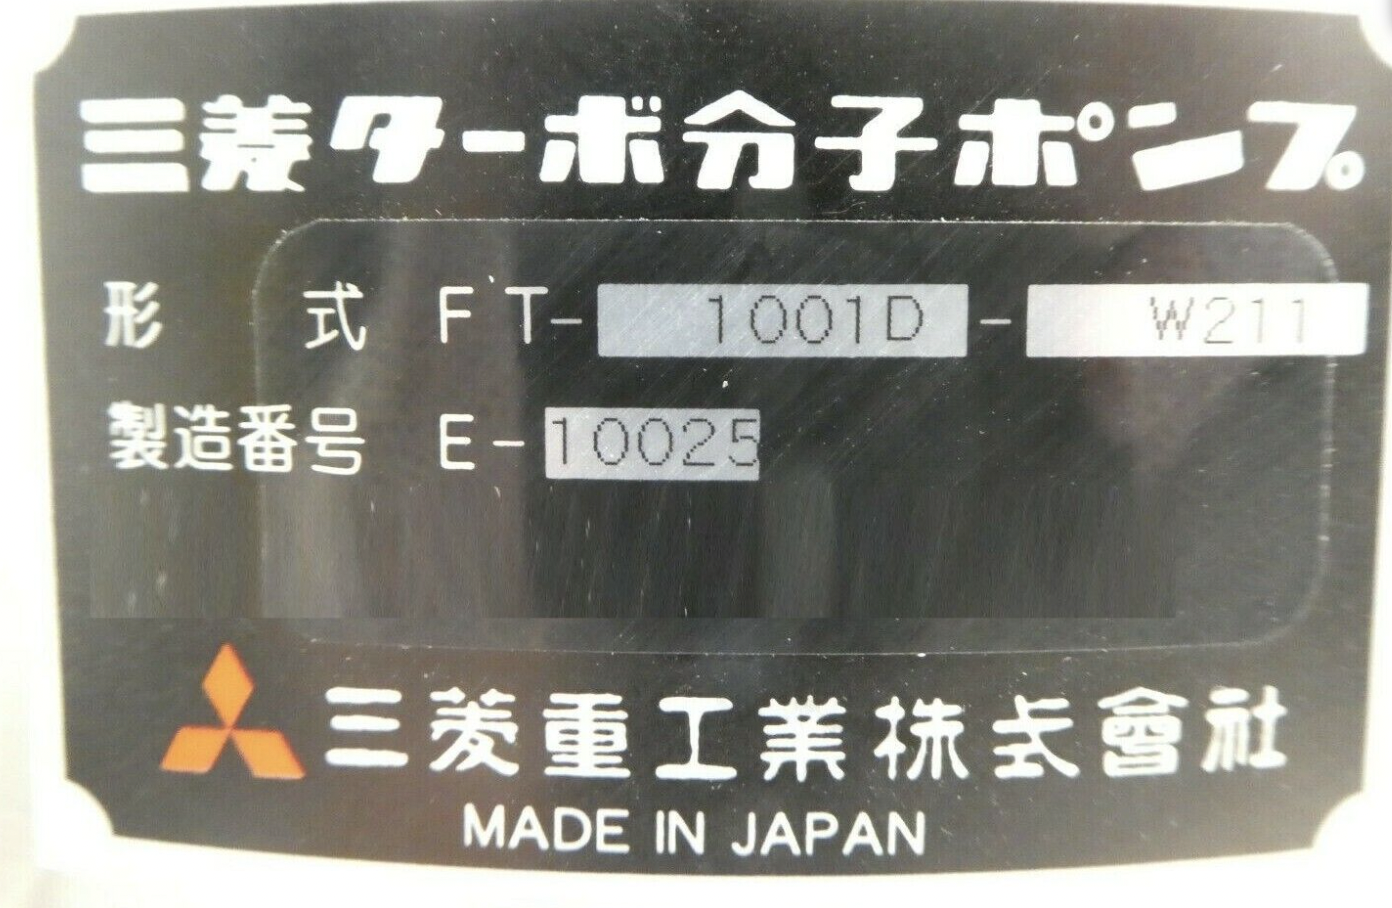 三菱ターボ分子ポンプ
形式 FT-1001D-W211
製造番号 E-10025
三菱重工業株式會社
MADE IN JAPAN